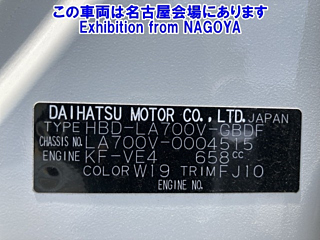 この車両は名古屋会場にあります
Exhibition from NAGOYA
DAIHATSU MOTOR CO.,LTD. JAPAN
TYPE HBD-LA700V-GBDF
CHASSIS NO. LA700V-0004515
ENGINE KF-VE4 658cc
COLOR W19 TRIM FJ10
ENGINE NO.